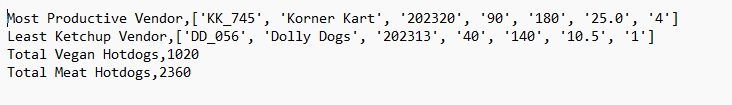 Most Productive Vendor,['KK_745', 'Korner Kart', '202320', '90', '180', '25.0', '4']
Least Ketchup Vendor,['DD_056', 'Dolly Dogs', '202313', '40', '140', '10.5', '1']
Total Vegan Hotdogs,1020
Total Meat Hotdogs,2360